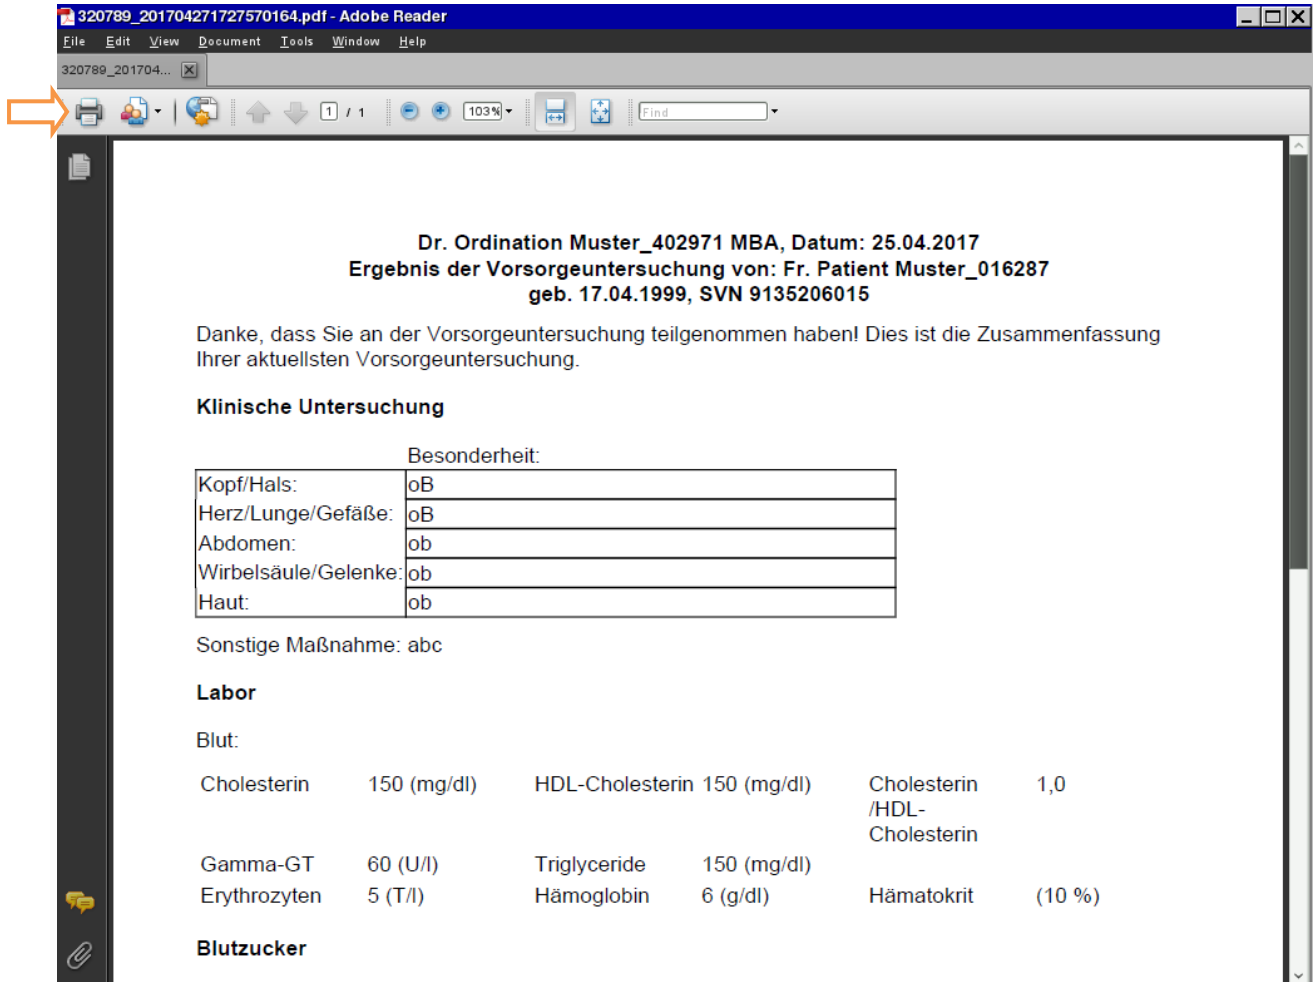 320789_201704271727570164.pdf - Adobe Reader
File Edit View Document Tools Window Help
320789_201704...
1 / 1 103% Find
Dr. Ordination Muster_402971 MBA, Datum: 25.04.2017
Ergebnis der Vorsorgeuntersuchung von: Fr. Patient Muster_016287
geb. 17.04.1999, SVN 9135206015
Danke, dass Sie an der Vorsorgeuntersuchung teilgenommen haben! Dies ist die Zusammenfassung
Ihrer aktuellsten Vorsorgeuntersuchung.
Klinische Untersuchung
Besonderheit:
Kopf/Hals: oB
Herz/Lunge/Gefäße: oB
Abdomen: ob
Wirbelsäule/Gelenke: ob
Haut: ob
Sonstige Maßnahme: abc
Labor
Blut:
Cholesterin 150 (mg/dl) HDL-Cholesterin 150 (mg/dl) Cholesterin 1,0
/HDL-
Cholesterin
Gamma-GT 60 (U/l) Triglyceride 150 (mg/dl)
Erythrozyten 5 (T/l) Hämoglobin 6 (g/dl) Hämatokrit (10 %)
Blutzucker